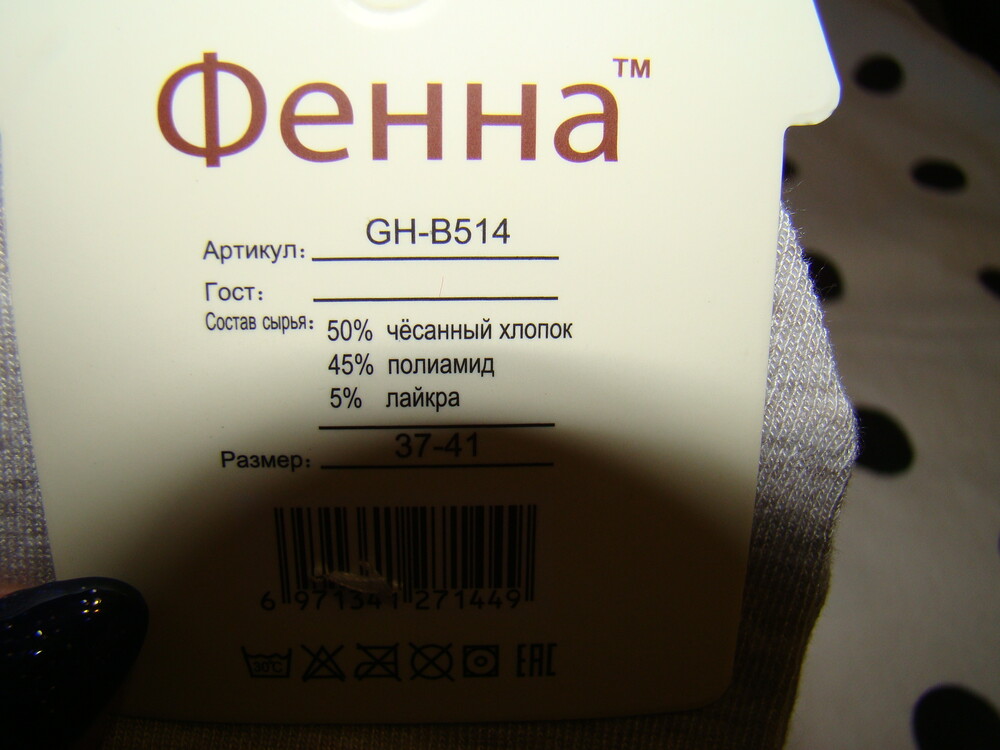 Фенна™
Артикул: GH-B514
Гост:
Состав сырья: 50% чёсанный хлопок
45% полиамид
5% лайкра
Размер: 37-41
6 971341 271449
30°C
EAC